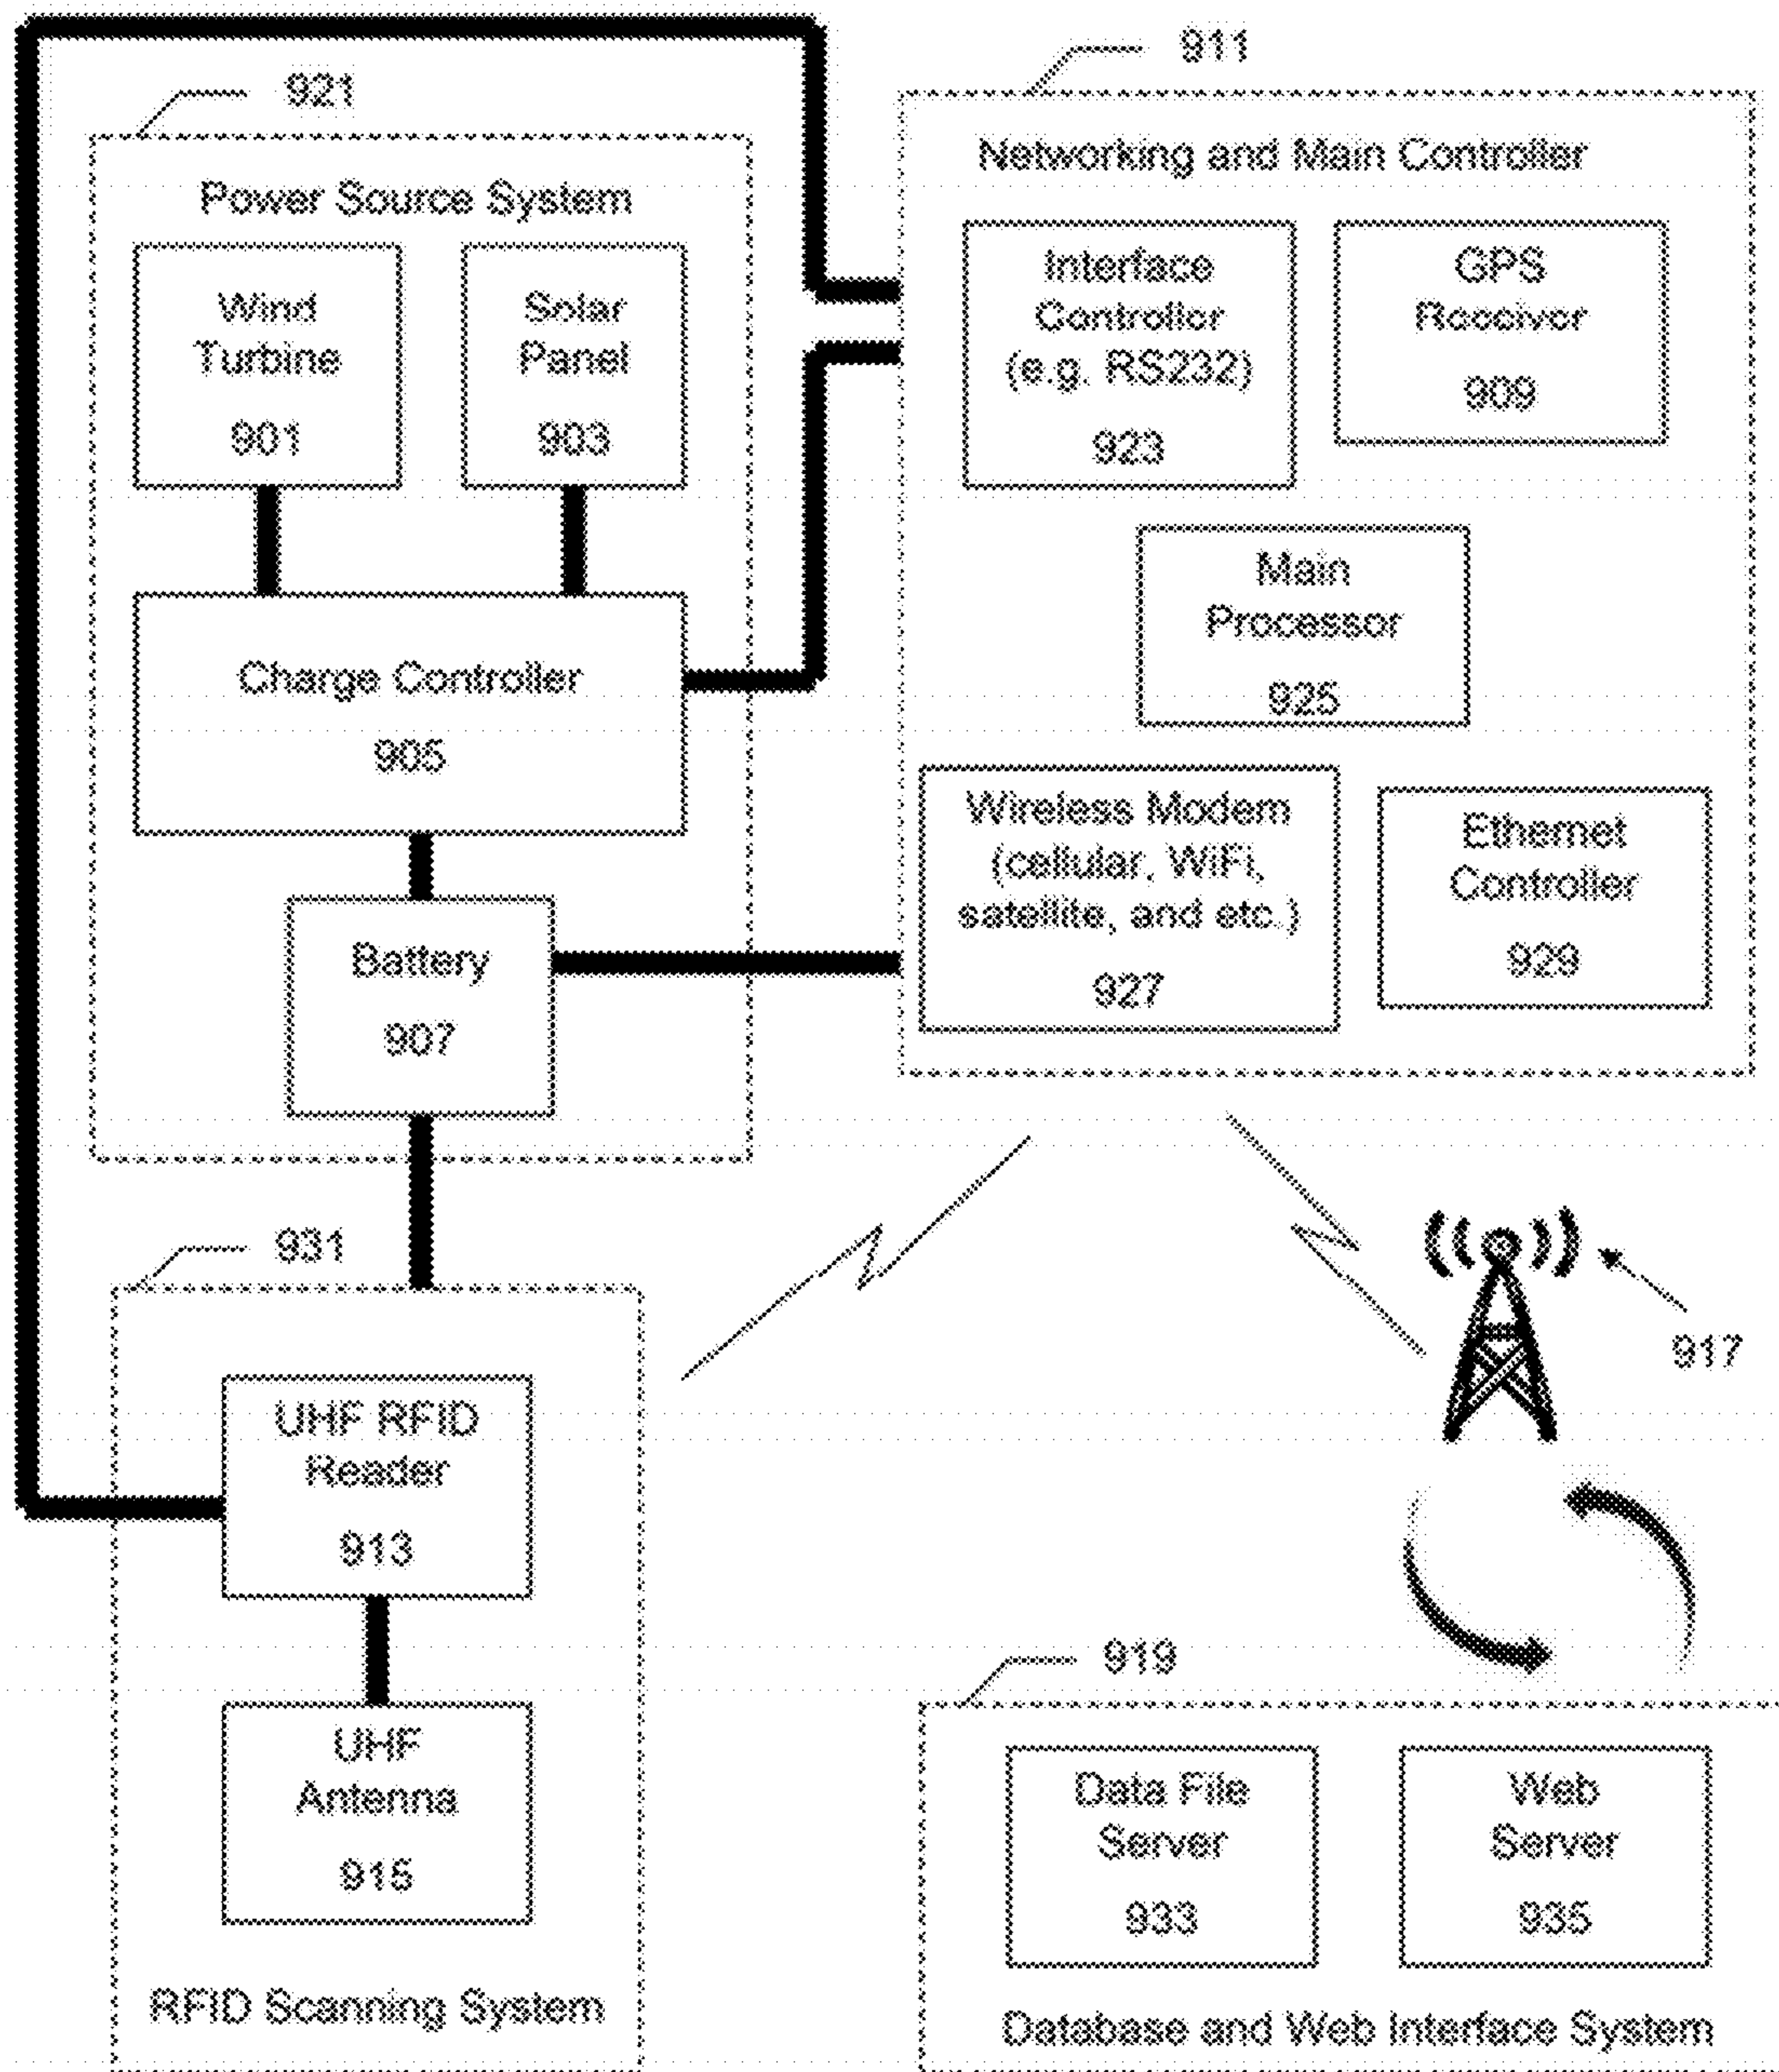 921
Power Source System
Wind
Turbine
901
Solar
Panel
903
Charge Controller
905
Battery
907
911
Networking and Main Controller
Interface
Controller
(e.g. RS232)
923
GPS
Receiver
909
Main
Processor
925
Wireless Modem
(cellular, WiFi,
satellite, and etc.)
927
Ethernet
Controller
929
931
UHF RFID
Reader
913
UHF
Antenna
915
RFID Scanning System
917
919
Data File
Server
933
Web
Server
935
Database and Web Interface System